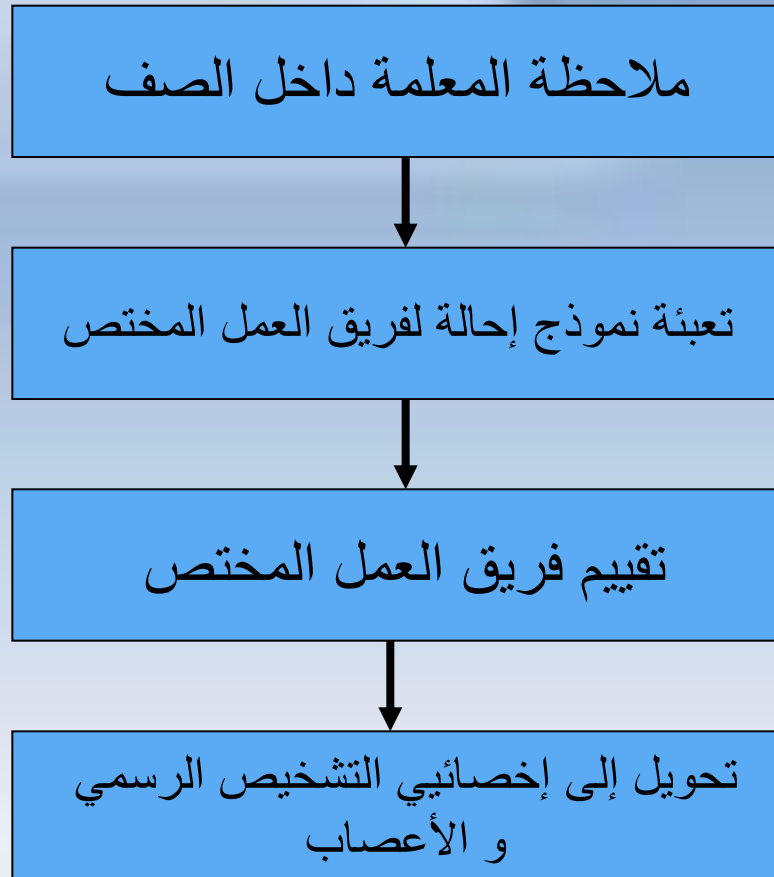 ملاحظة المعلمة داخل الصف
تعبئة نموذج إحالة لفريق العمل المختص
تقييم فريق العمل المختص
تحويل إلى إخصائيي التشخيص الرسمي
و الأعصاب